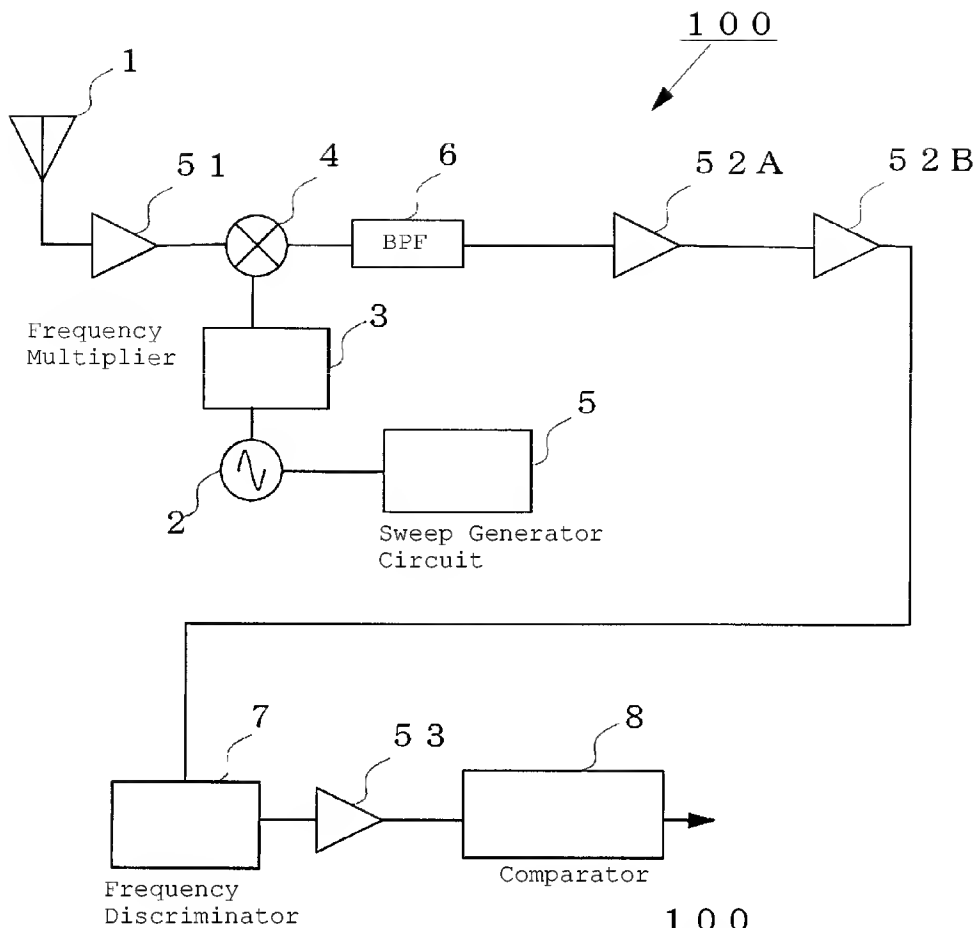 １００
1
５１
4
6
５２A
５２B
BPF
Frequency
Multiplier
3
5
2
Sweep Generator
Circuit
7
５３
8
Comparator
Frequency
Discriminator
１００